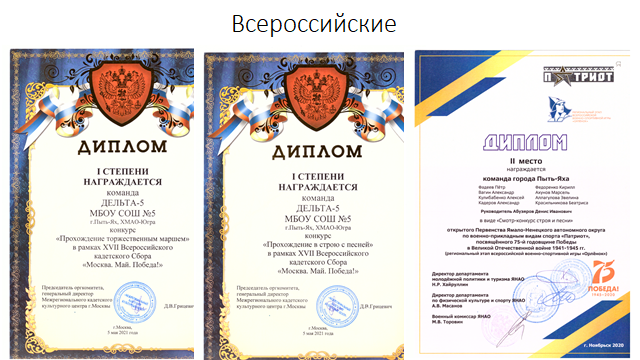 Всероссийские
ДИПЛОМ
I СТЕПЕНИ
НАГРАЖДАЕТСЯ
команда
ДЕЛЬТА-5
МБОУ СОШ №5
г.Пыть-Ях, ХМАО-Югра
конкурс
«Прохождение торжественным маршем»
в рамках XVII Всероссийского
кадетского Сбора
«Москва. Май. Победа!»
Председатель оргкомитета,
генеральный директор
Межрегионального кадетского
культурного центра г.Москва
Д.В.Грецевич
г.Москва,
5 мая 2021 года
ДИПЛОМ
I СТЕПЕНИ
НАГРАЖДАЕТСЯ
команда
ДЕЛЬТА-5
МБОУ СОШ №5
г.Пыть-Ях, ХМАО-Югра
конкурс
«Прохождение в строю с песней»
в рамках XVII Всероссийского
кадетского Сбора
«Москва. Май. Победа!»
Председатель оргкомитета,
генеральный директор
Межрегионального кадетского
культурного центра г.Москва
Д.В.Грецевич
г.Москва,
5 мая 2021 года
ПАТРИОТ
ДИПЛОМ
II место
награждается
команда города Пыть-Яха
Фадеев Пётр Федоренко Кирилл
Вагин Александр Ахунов Марсель
Кулибабенко Алексей Аллагулова Эвелина
Кадеров Александр Красильникова Виктория
Руководитель Абузяров Денис Иванович
в виде «Смотр-конкурс строя и песни»
открытого Первенства Ямало-Ненецкого автономного округа
по военно-прикладным видам спорта «Патриот»,
посвящённого 75-й годовщине Победы
в Великой Отечественной войне 1941-1945 гг.
(региональный этап всероссийской военно-спортивной игры «Орлёнок»)
Директор департамента
молодёжной политики и туризма ЯНАО
Н.Р. Хайруллин
Директор департамента
по физической культуре и спорту ЯНАО
А.В. Масанов
Военный комиссар ЯНАО
М.В. Торовин
75
ПОБЕДА!
1945-2020
г. Ноябрьск 2020